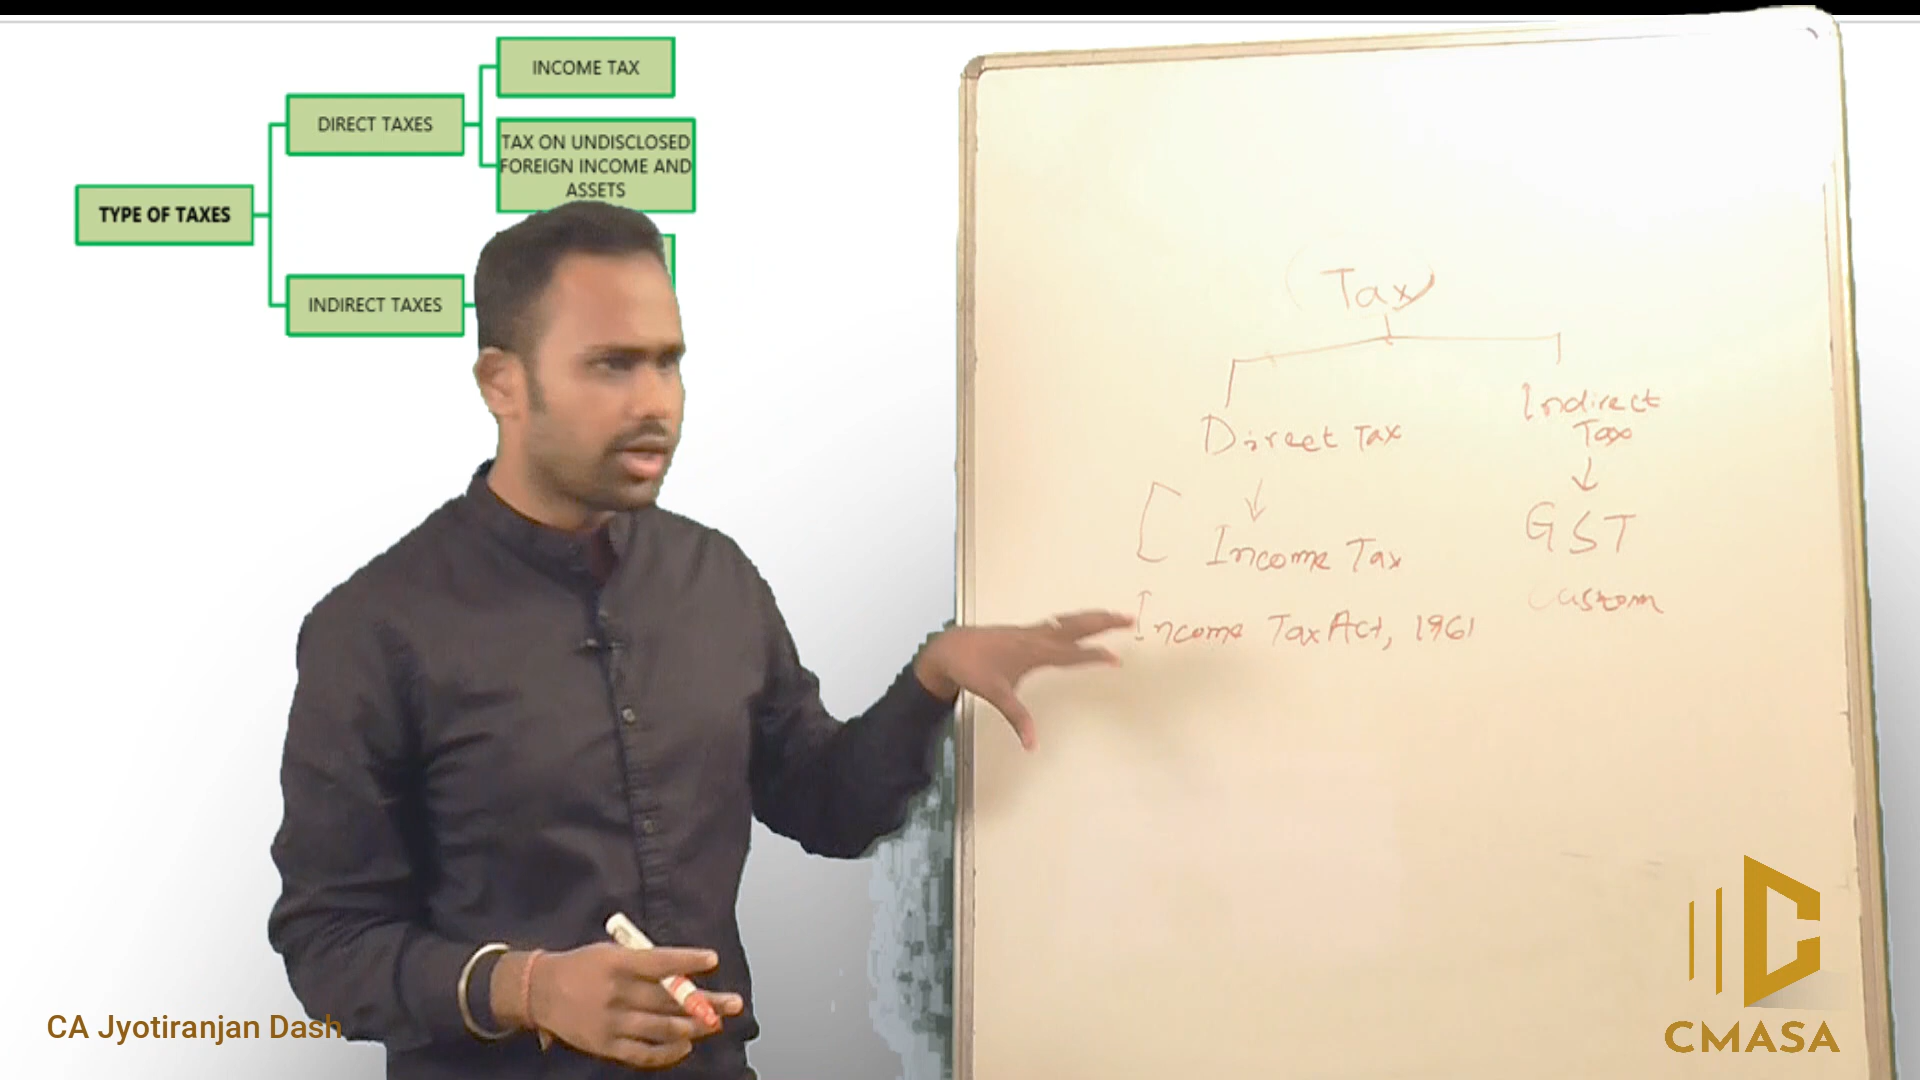 INCOME TAX
DIRECT TAXES
TAX ON UNDISCLOSED
FOREIGN INCOME AND
ASSETS
TYPE OF TAXES
INDIRECT TAXES
Tax
Direct Tax
Indirect
Tax
Income Tax
GST
Custom
Income Tax Act, 1961
CA Jyotiranjan Dash
CMASA